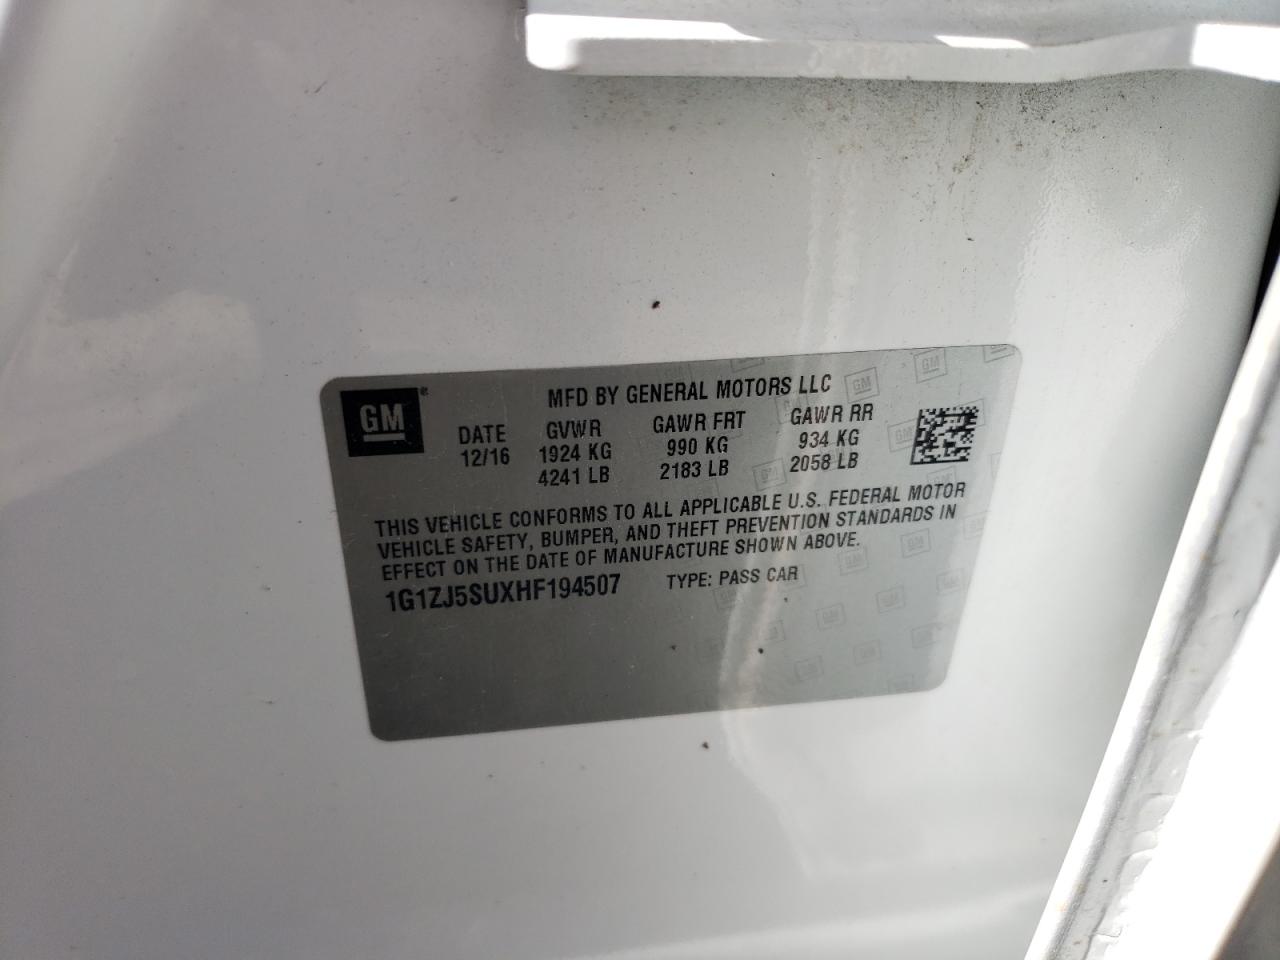 GM®
MFD BY GENERAL MOTORS LLC
DATE GVWR GAWR FRT GAWR RR
12/16 1924 KG 990 KG 934 KG
4241 LB 2183 LB 2058 LB
THIS VEHICLE CONFORMS TO ALL APPLICABLE U.S. FEDERAL MOTOR
VEHICLE SAFETY, BUMPER, AND THEFT PREVENTION STANDARDS IN
EFFECT ON THE DATE OF MANUFACTURE SHOWN ABOVE.
1G1ZJ5SUXHF194507 TYPE: PASS CAR